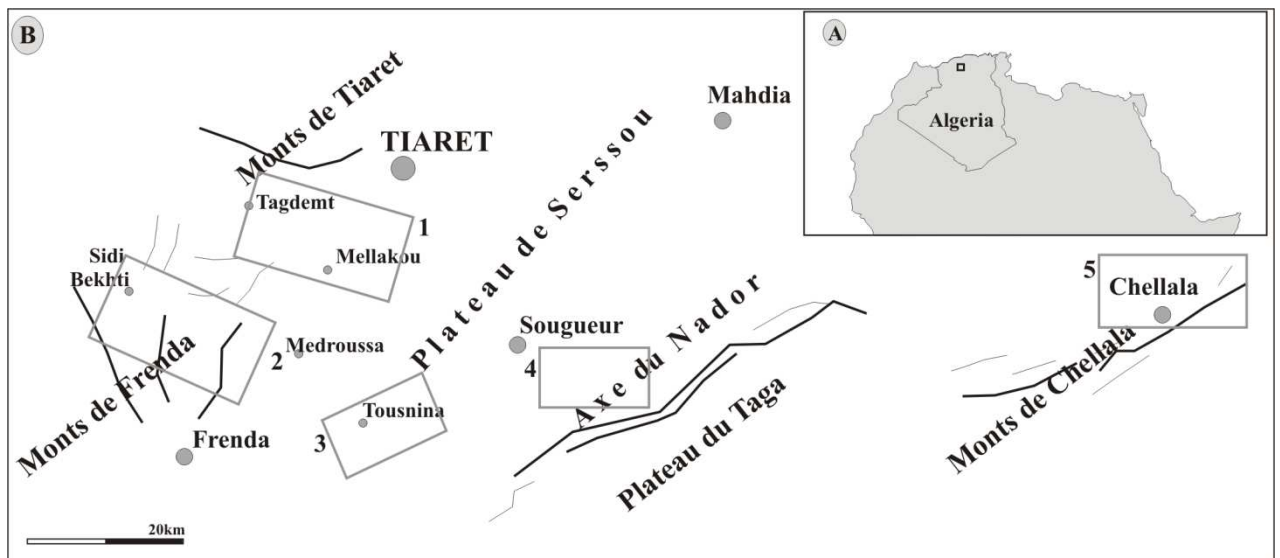 B
A
Algeria
Monts de Tiaret
TIARET
Mahdia
Plateau de Serssou
Tagdemt
1
Mellakou
Sidi
Bekhti
5
Chellala
Sougueur
Axe du Nador
Medroussa
2
4
Monts de Frenda
Tousnina
3
Frenda
Plateau du Taga
Monts de Chellala
20km